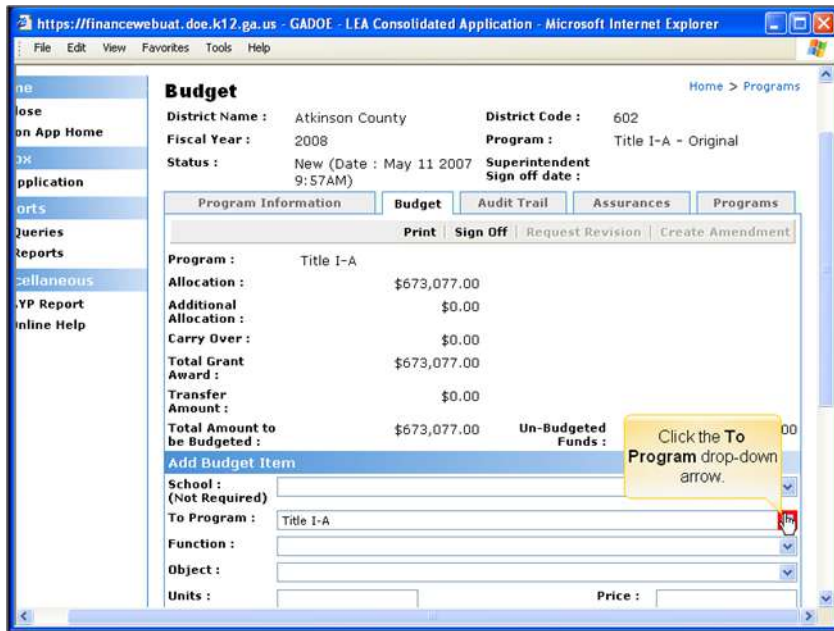 https://financewebuat.doe.k12.ga.us - GADOE - LEA Consolidated Application - Microsoft Internet Explorer
File Edit View Favorites Tools Help
Home > Programs
Budget
District Name : Atkinson County District Code : 602
Fiscal Year : 2008 Program : Title I-A - Original
Status : New (Date : May 11 2007 9:57AM) Superintendent Sign off date :
me
lose
on App Home
ox
pplication
orts
Queries
Reports
cellaneous
YP Report
nline Help
Program Information Budget Audit Trail Assurances Programs
Print | Sign Off | Request Revision | Create Amendment
Program : Title I-A
Allocation : $673,077.00
Additional Allocation : $0.00
Carry Over : $0.00
Total Grant Award : $673,077.00
Transfer Amount : $0.00
Total Amount to be Budgeted : $673,077.00 Un-Budgeted Funds : 00
Click the To Program drop-down arrow.
Add Budget Item
School : (Not Required)
To Program : Title I-A
Function :
Object :
Units : Price :